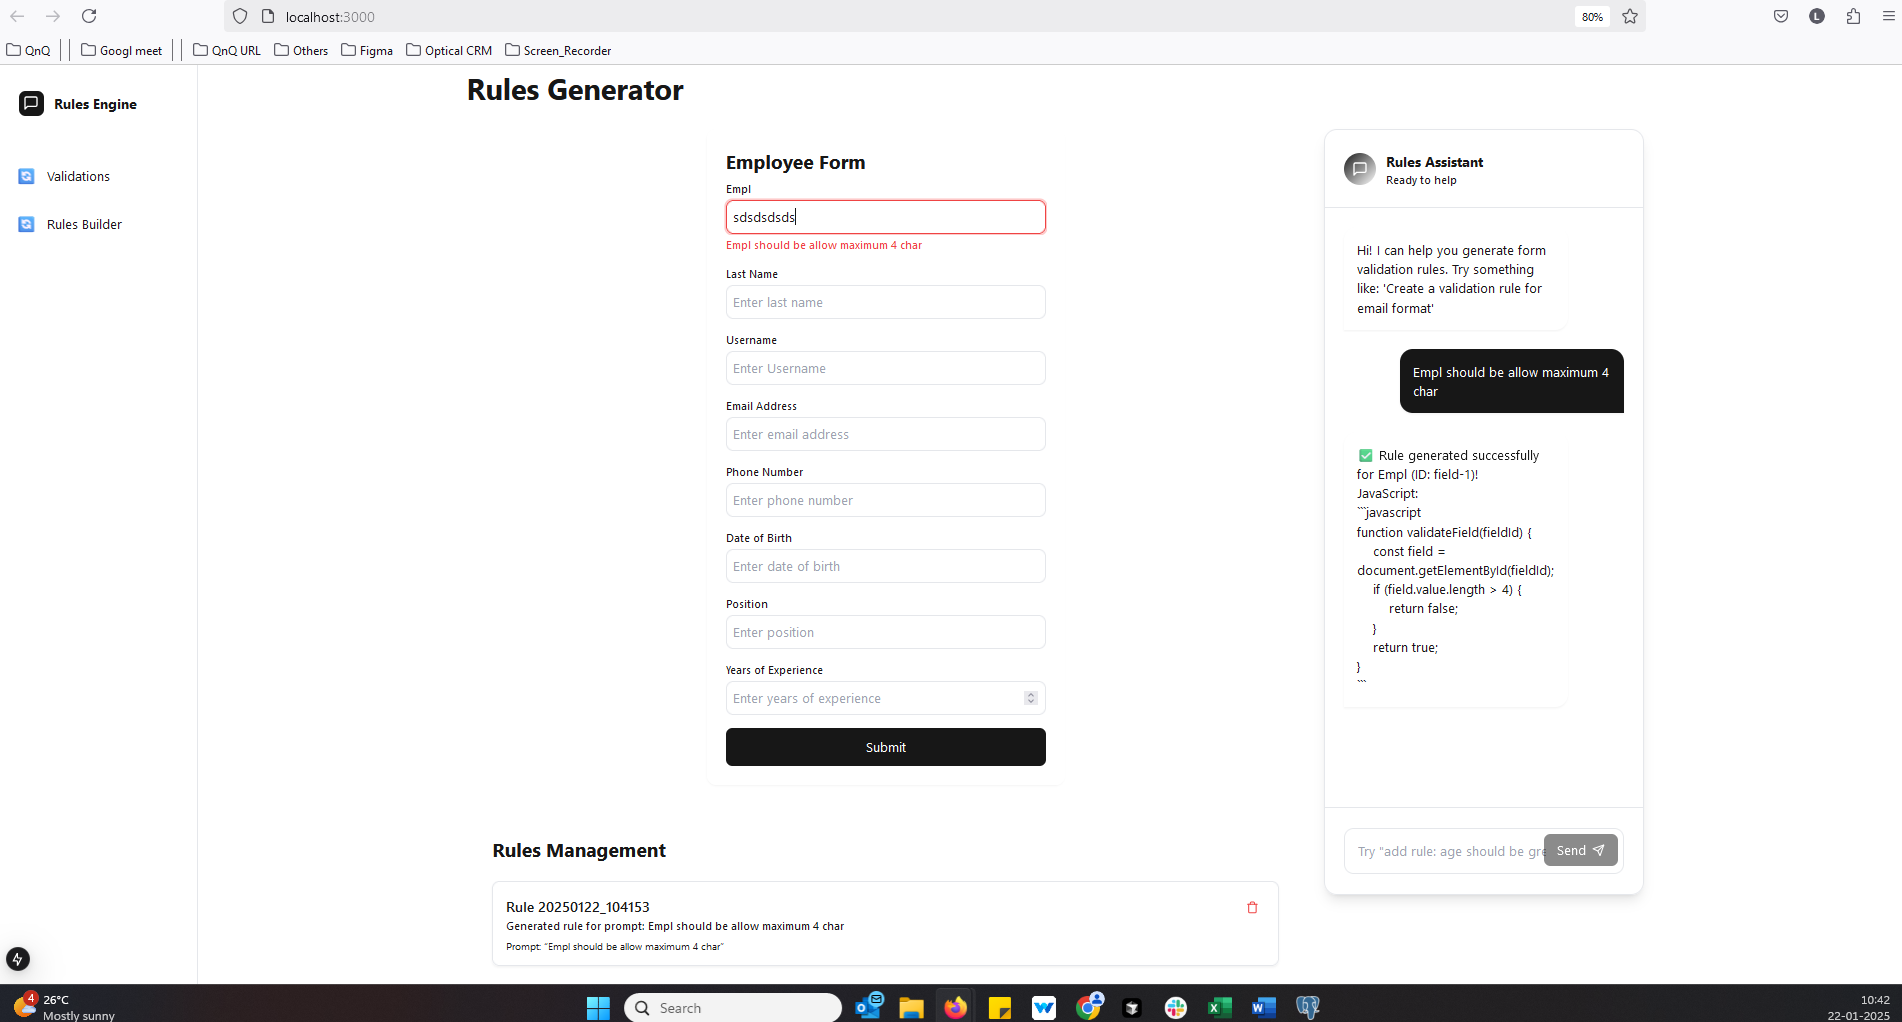 localhost:3000
80%
L
QnQ
Googl meet
QnQ URL
Others
Figma
Optical CRM
Screen_Recorder
Rules Engine
Validations
Rules Builder
Rules Generator
Employee Form
Empl
sdsdsdsds
Empl should be allow maximum 4 char
Last Name
Enter last name
Username
Enter Username
Email Address
Enter email address
Phone Number
Enter phone number
Date of Birth
Enter date of birth
Position
Enter position
Years of Experience
Enter years of experience
Submit
Rules Management
Rule 20250122_104153
Generated rule for prompt: Empl should be allow maximum 4 char
Prompt: "Empl should be allow maximum 4 char"
Rules Assistant
Ready to help
Hi! I can help you generate form
validation rules. Try something
like: 'Create a validation rule for
email format'
Empl should be allow maximum 4
char
✅ Rule generated successfully
for Empl (ID: field-1)!
JavaScript:
```javascript
function validateField(fieldId) {
const field =
document.getElementById(fieldId);
if (field.value.length > 4) {
return false;
}
return true;
}
```
Try "add rule: age should be gre
Send
4
26°C
Mostly sunny
Search
10:42
22-01-2025